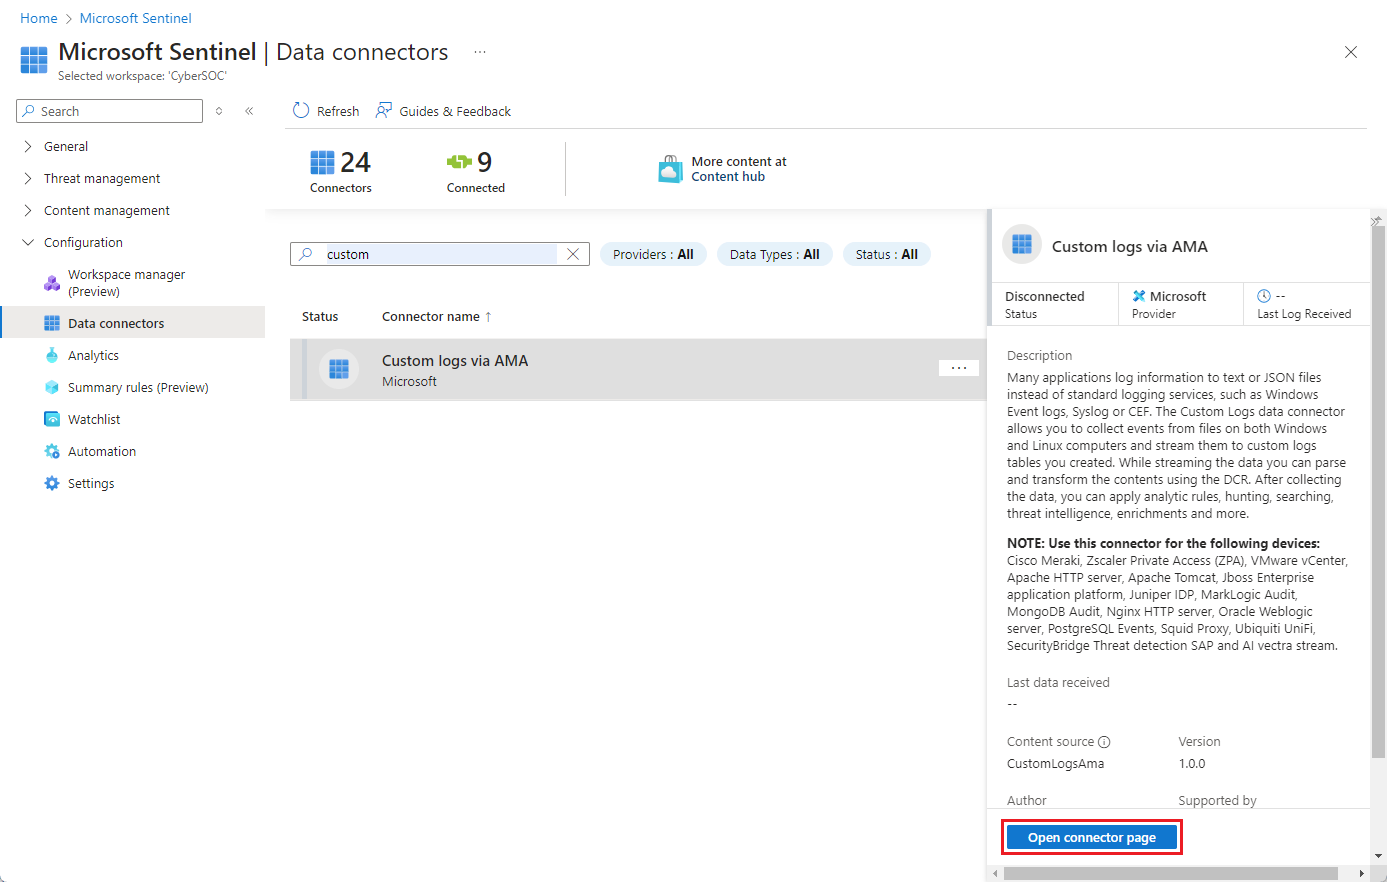 Home > Microsoft Sentinel
Microsoft Sentinel | Data connectors ...
Selected workspace: 'CyberSOC'
Search
General
Threat management
Content management
Configuration
Workspace manager
(Preview)
Data connectors
Analytics
Summary rules (Preview)
Watchlist
Automation
Settings
Refresh Guides & Feedback
24 9
Connectors Connected
More content at
Content hub
custom
Providers : All Data Types : All Status : All
Status Connector name ↑
Custom logs via AMA
Microsoft
...
Custom logs via AMA
Disconnected Microsoft --
Status Provider Last Log Received
Description
Many applications log information to text or JSON files
instead of standard logging services, such as Windows
Event logs, Syslog or CEF. The Custom Logs data connector
allows you to collect events from files on both Windows
and Linux computers and stream them to custom logs
tables you created. While streaming the data you can parse
and transform the contents using the DCR. After collecting
the data, you can apply analytic rules, hunting, searching,
threat intelligence, enrichments and more.
NOTE: Use this connector for the following devices:
Cisco Meraki, Zscaler Private Access (ZPA), VMware vCenter,
Apache HTTP server, Apache Tomcat, Jboss Enterprise
application platform, Juniper IDP, MarkLogic Audit,
MongoDB Audit, Nginx HTTP server, Oracle Weblogic
server, PostgreSQL Events, Squid Proxy, Ubiquiti UniFi,
SecurityBridge Threat detection SAP and AI vectra stream.
Last data received
--
Content source Version
CustomLogsAma 1.0.0
Author Supported by
Open connector page